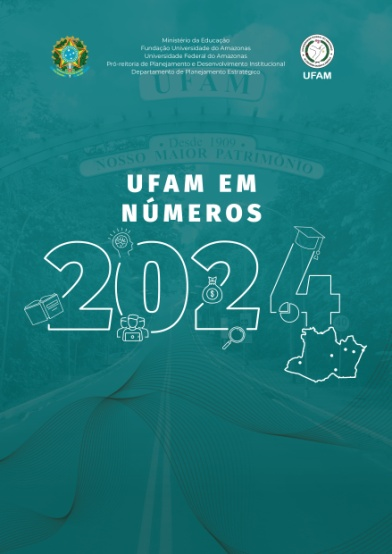 Ministério da Educação
Fundação Universidade do Amazonas
Universidade Federal do Amazonas
Pró-reitoria de Planejamento e Desenvolvimento Institucional
Departamento de Planejamento Estratégico
UFAM
UFAM
Desde 1909
NOSSO MAIOR PATRIMÔNIO
UFAM EM
NÚMEROS
2024